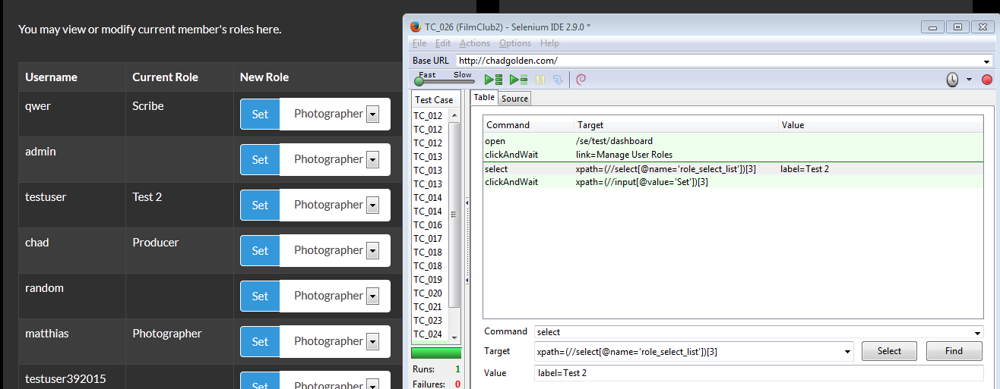 You may view or modify current member's roles here.
Username Current Role New Role
qwer Scribe Set Photographer
admin Set Photographer
testuser Test 2 Set Photographer
chad Producer Set Photographer
random Set Photographer
matthias Photographer Set Photographer
testuser392015 Set Photographer
TC_026 (FilmClub2) - Selenium IDE 2.9.0 *
File Edit Actions Options Help
Base URL http://chadgolden.com/
Fast Slow
Test Case
TC_012
TC_012
TC_012
TC_013
TC_013
TC_013
TC_014
TC_014
TC_016
TC_017
TC_018
TC_018
TC_019
TC_020
TC_021
TC_023
TC_024
Runs: 1
Failures: 0
Table Source
Command Target Value
open /se/test/dashboard
clickAndWait link=Manage User Roles
select xpath=(//select[@name='role_select_list'])[3] label=Test 2
clickAndWait xpath=(//input[@value='Set'])[3]
Command select
Target xpath=(//select[@name='role_select_list'])[3] Select Find
Value label=Test 2